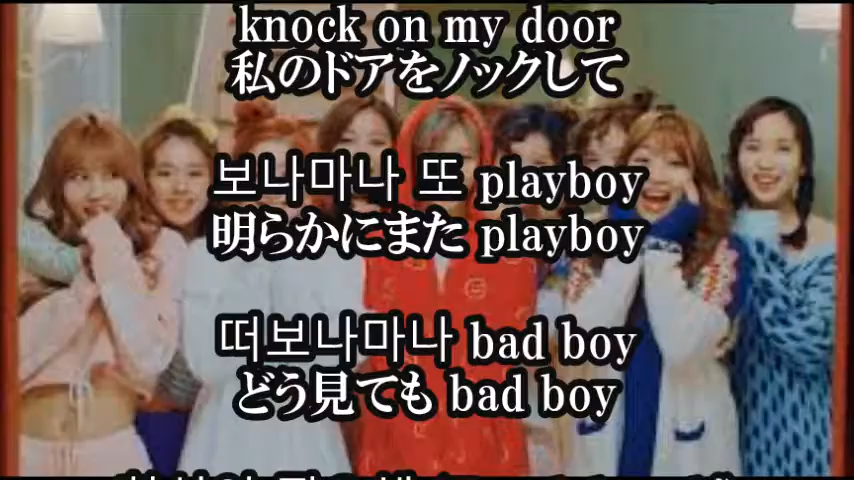 knock on my door
私のドアをノックして
보나마나 또 playboy
明らかにまた playboy
떠보나마나 bad boy
どう見ても bad boy